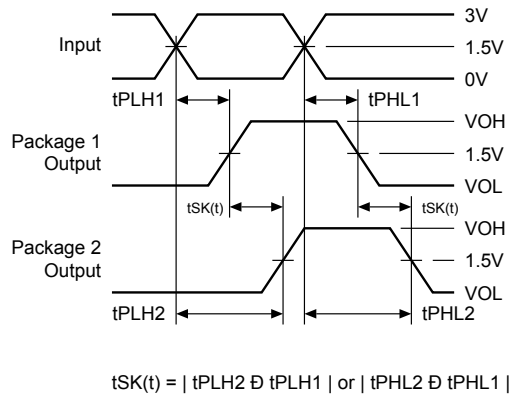 3V
Input
1.5V
0V
tPLH1
tPHL1
VOH
Package 1
Output
1.5V
VOL
tSK(t)
tSK(t)
VOH
Package 2
Output
1.5V
VOL
tPLH2
tPHL2
tSK(t) = | tPLH2 Ð tPLH1 | or | tPHL2 Ð tPHL1 |